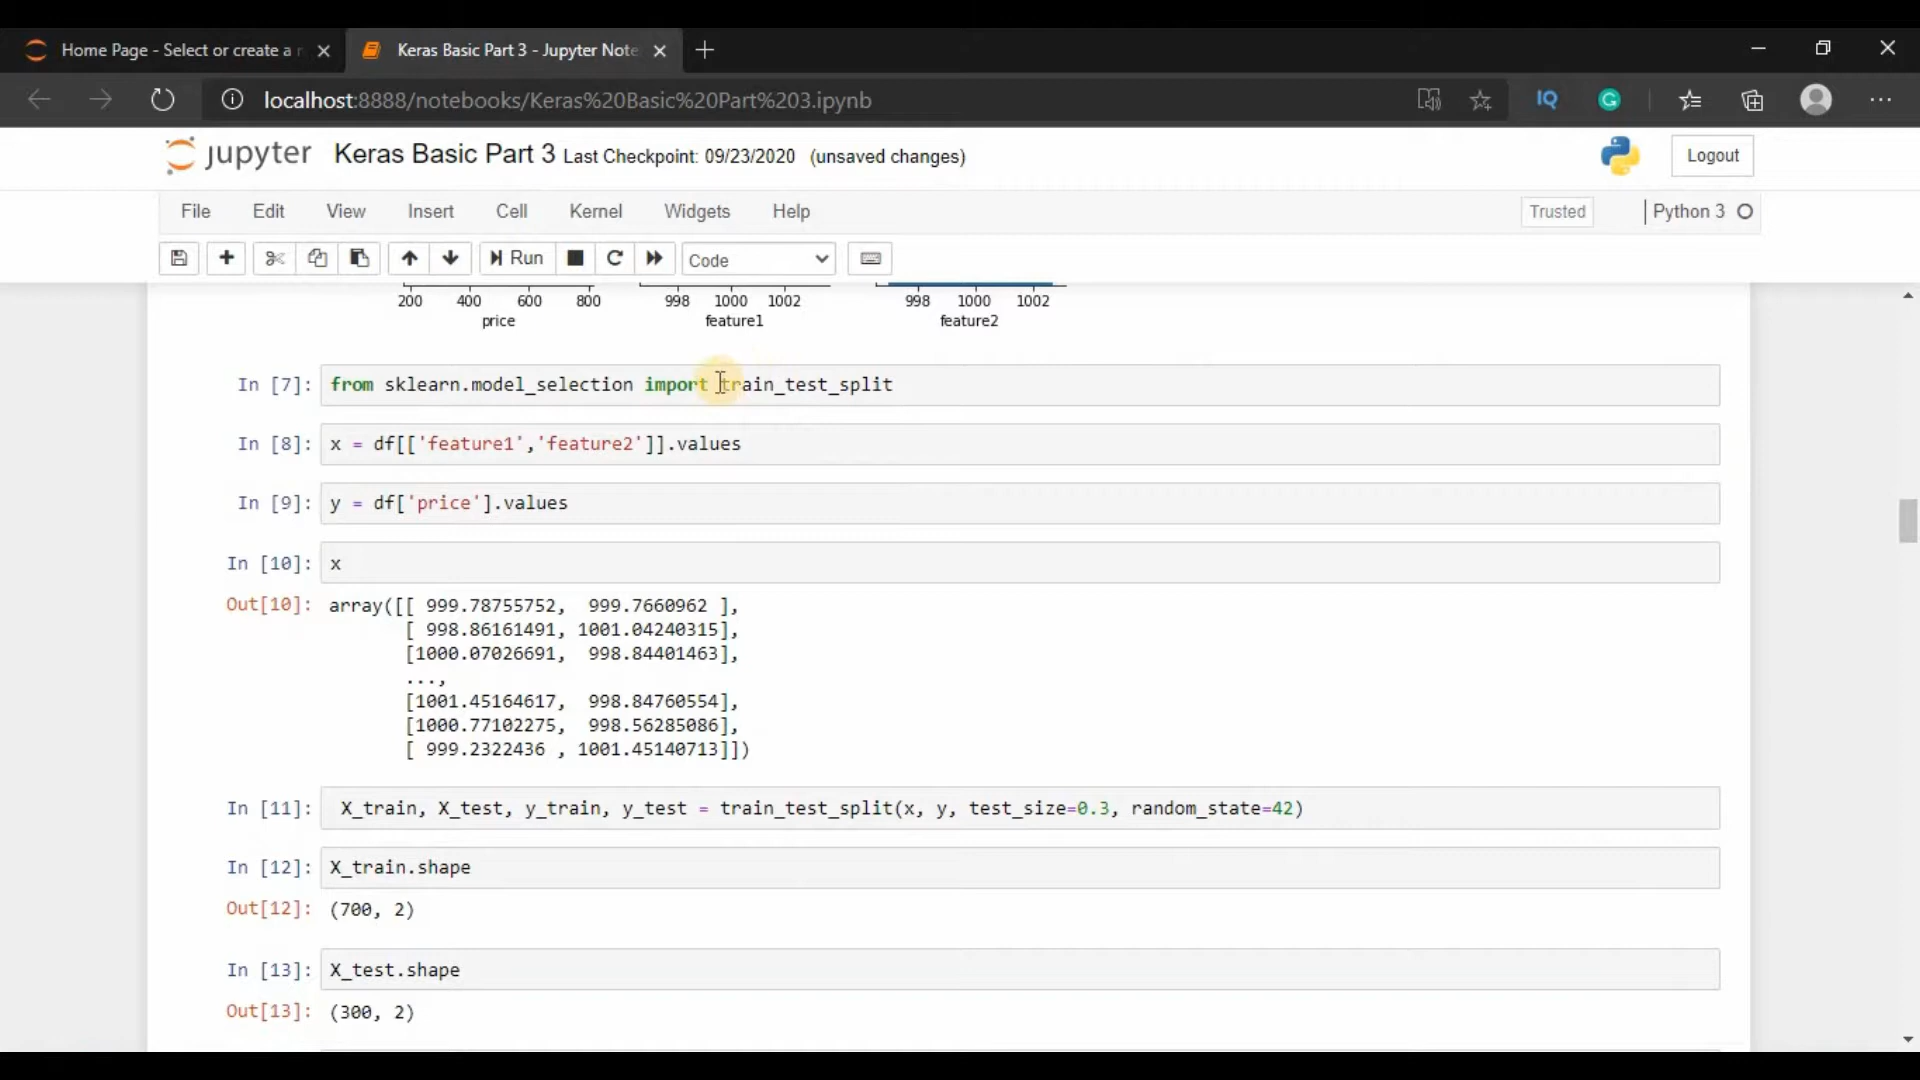 Home Page - Select or create a n
Keras Basic Part 3 - Jupyter Note
localhost:8888/notebooks/Keras%20Basic%20Part%203.ipynb
IQ
G
jupyter Keras Basic Part 3 Last Checkpoint: 09/23/2020 (unsaved changes)
Logout
File Edit View Insert Cell Kernel Widgets Help
Trusted
Python 3
Run
Code
200 400 600 800
998 1000 1002
998 1000 1002
price
feature1
feature2
In [7]: from sklearn.model_selection import train_test_split
In [8]: x = df[['feature1','feature2']].values
In [9]: y = df['price'].values
In [10]: x
Out[10]: array([[ 999.78755752,  999.7660962 ],
[ 998.86161491, 1001.04240315],
[1000.07026691,  998.84401463],
...,
[1001.45164617,  998.84760554],
[1000.77102275,  998.56285086],
[ 999.2322436 , 1001.45140713]])
In [11]: X_train, X_test, y_train, y_test = train_test_split(x, y, test_size=0.3, random_state=42)
In [12]: X_train.shape
Out[12]: (700, 2)
In [13]: X_test.shape
Out[13]: (300, 2)